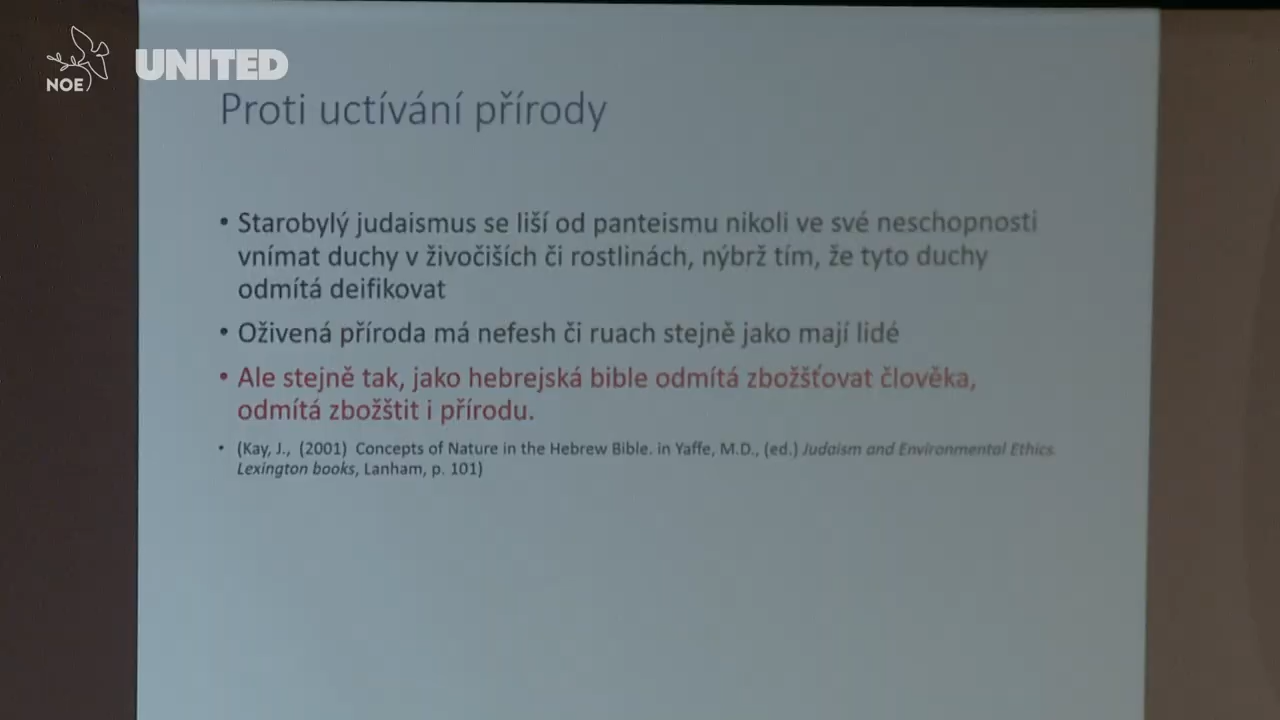 NOE
UNITED
Proti uctívání přírody
• Starobylý judaismus se liší od panteismu nikoli ve své neschopnosti
vnímat duchy v živočiších či rostlinách, nýbrž tím, že tyto duchy
odmítá deifikovat
• Oživená příroda má nefesh či ruach stejně jako mají lidé
• Ale stejně tak, jako hebrejská bible odmítá zbožšťovat člověka,
odmítá zbožštit i přírodu.
• (Kay, J., (2001) Concepts of Nature in the Hebrew Bible. in Yaffe, M.D., (ed.) Judaism and Environmental Ethics
Lexington books, Lanham, p. 101)